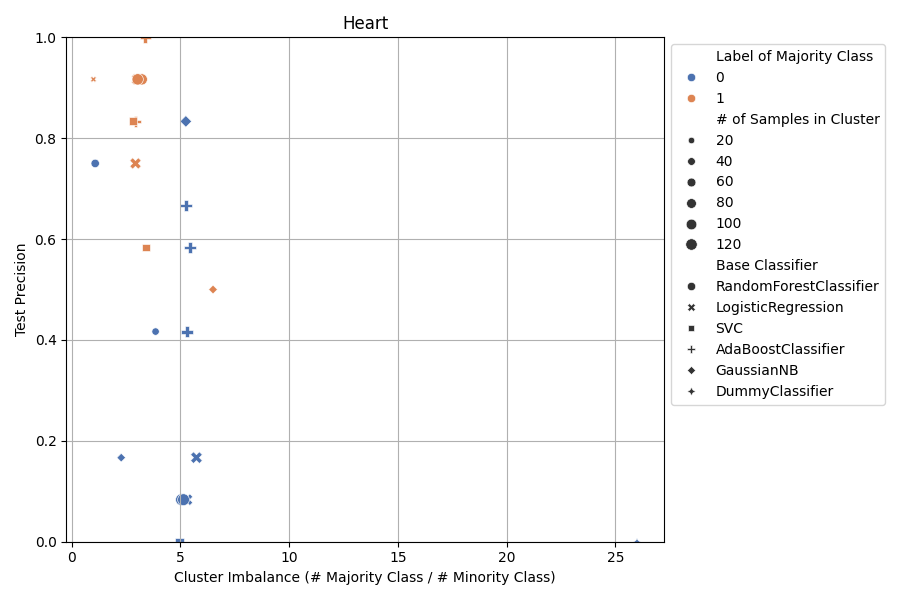 Heart
Test Precision
1.0
0.8
0.6
0.4
0.2
0.0
0
5
10
15
20
25
Cluster Imbalance (# Majority Class / # Minority Class)
Label of Majority Class
0
1
# of Samples in Cluster
20
40
60
80
100
120
Base Classifier
RandomForestClassifier
LogisticRegression
SVC
AdaBoostClassifier
GaussianNB
DummyClassifier